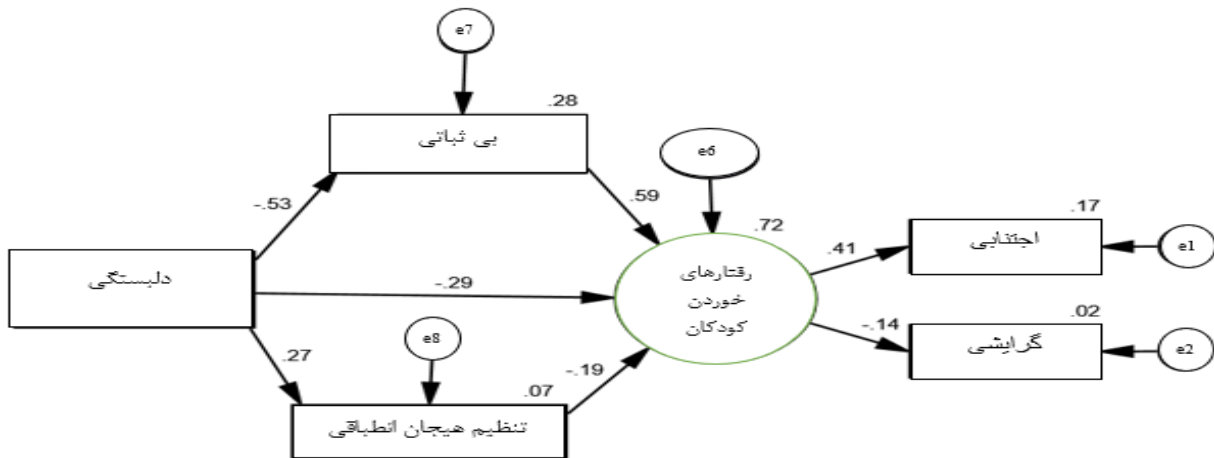 e7
.28
بی ثباتی
e6
-.53
.59
.72
.17
اجتنابی
.41
e1
دلبستگی
-.29
رفتارهای
خوردن
کودکان
e8
.02
گرایشی
-.14
e2
.27
-.19
.07
تنظیم هیجان انطباقی